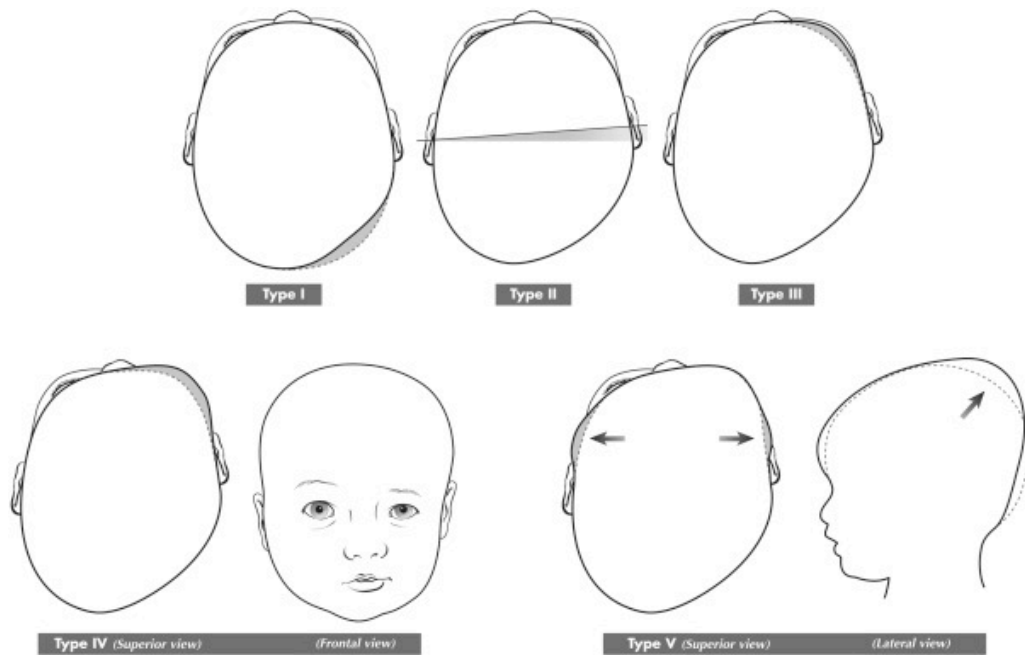 Type I
Type II
Type III
Type IV (Superior view) (Frontal view)
Type V (Superior view) (Lateral view)